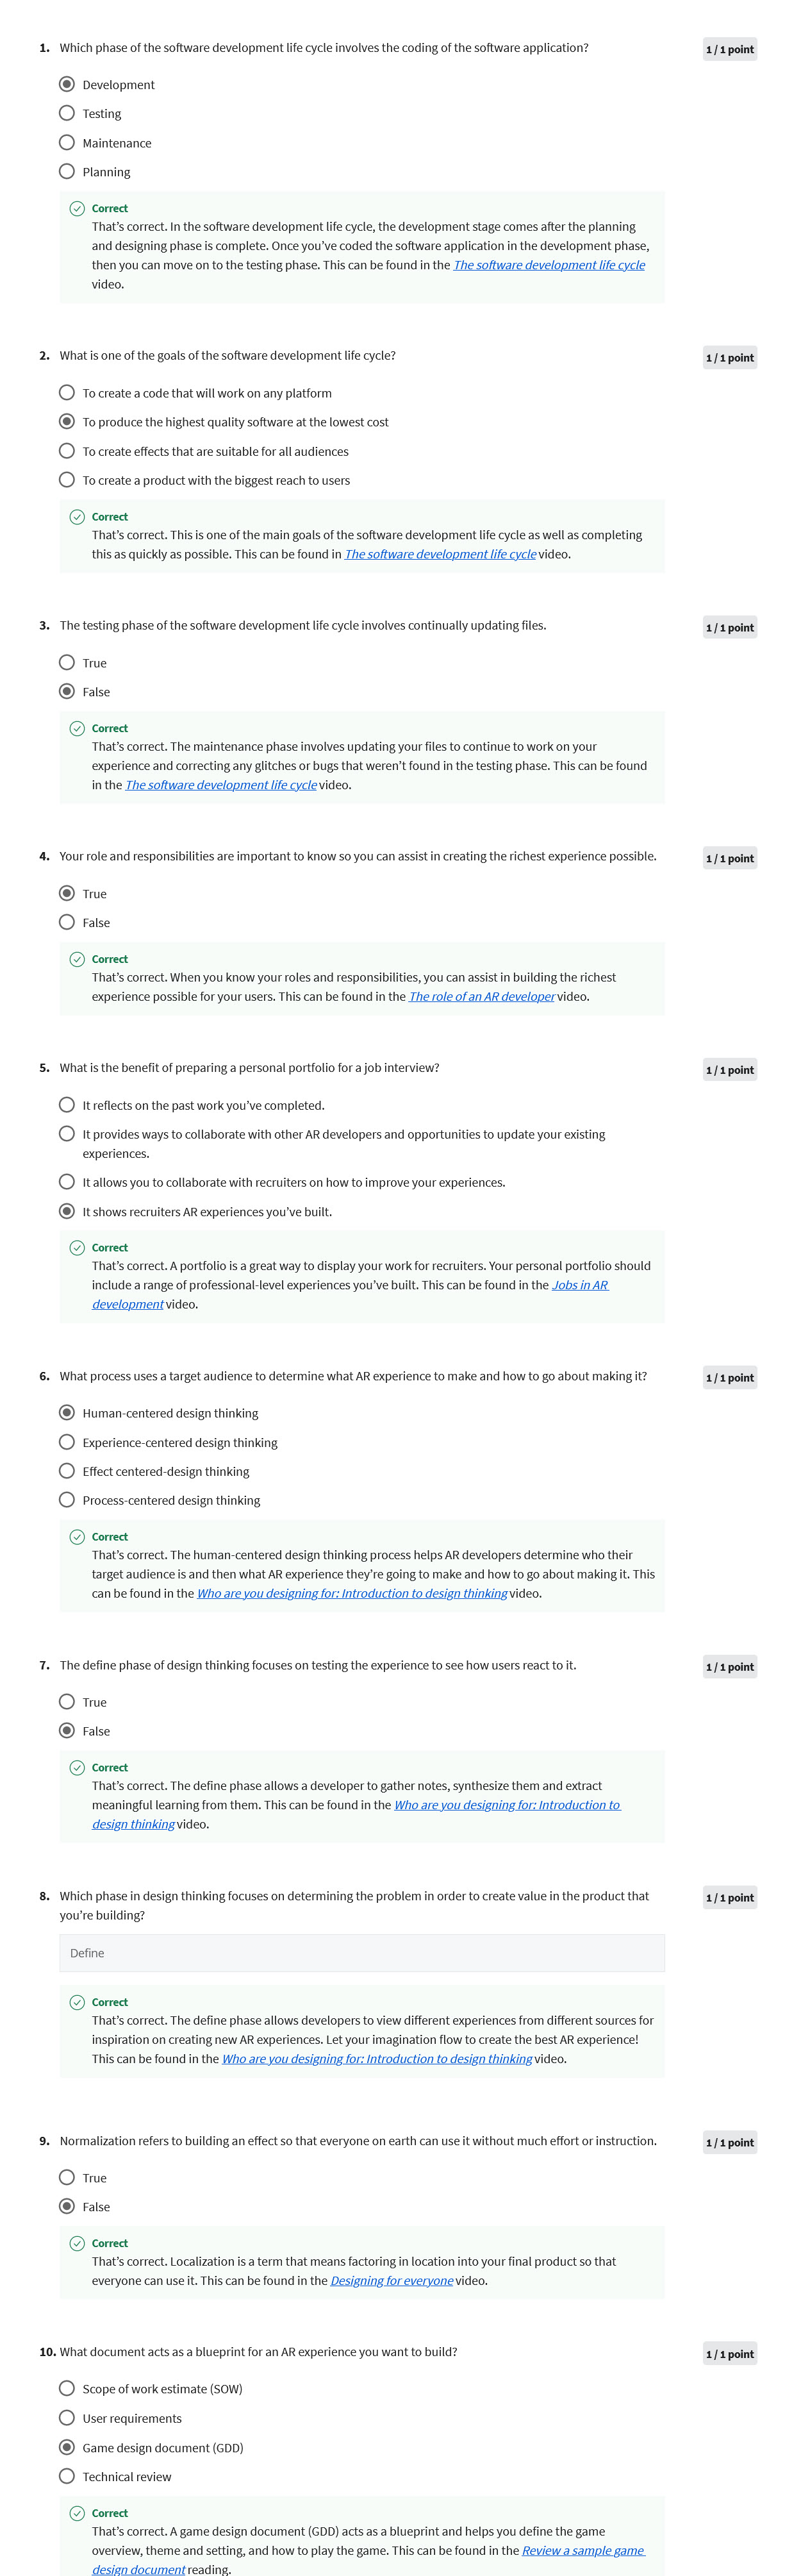 1. Which phase of the software development life cycle involves the coding of the software application?
1 / 1 point
Development
Testing
Maintenance
Planning
Correct
That’s correct. In the software development life cycle, the development stage comes after the planning
and designing phase is complete. Once you’ve coded the software application in the development phase,
then you can move on to the testing phase. This can be found in the The software development life cycle
video.
2. What is one of the goals of the software development life cycle?
1 / 1 point
To create a code that will work on any platform
To produce the highest quality software at the lowest cost
To create effects that are suitable for all audiences
To create a product with the biggest reach to users
Correct
That’s correct. This is one of the main goals of the software development life cycle as well as completing
this as quickly as possible. This can be found in The software development life cycle video.
3. The testing phase of the software development life cycle involves continually updating files.
1 / 1 point
True
False
Correct
That’s correct. The maintenance phase involves updating your files to continue to work on your
experience and correcting any glitches or bugs that weren’t found in the testing phase. This can be found
in the The software development life cycle video.
4. Your role and responsibilities are important to know so you can assist in creating the richest experience possible.
1 / 1 point
True
False
Correct
That’s correct. When you know your roles and responsibilities, you can assist in building the richest
experience possible for your users. This can be found in the The role of an AR developer video.
5. What is the benefit of preparing a personal portfolio for a job interview?
1 / 1 point
It reflects on the past work you’ve completed.
It provides ways to collaborate with other AR developers and opportunities to update your existing
experiences.
It allows you to collaborate with recruiters on how to improve your experiences.
It shows recruiters AR experiences you’ve built.
Correct
That’s correct. A portfolio is a great way to display your work for recruiters. Your personal portfolio should
include a range of professional-level experiences you’ve built. This can be found in the Jobs in AR
development video.
6. What process uses a target audience to determine what AR experience to make and how to go about making it?
1 / 1 point
Human-centered design thinking
Experience-centered design thinking
Effect centered-design thinking
Process-centered design thinking
Correct
That’s correct. The human-centered design thinking process helps AR developers determine who their
target audience is and then what AR experience they’re going to make and how to go about making it. This
can be found in the Who are you designing for: Introduction to design thinking video.
7. The define phase of design thinking focuses on testing the experience to see how users react to it.
1 / 1 point
True
False
Correct
That’s correct. The define phase allows a developer to gather notes, synthesize them and extract
meaningful learning from them. This can be found in the Who are you designing for: Introduction to
design thinking video.
8. Which phase in design thinking focuses on determining the problem in order to create value in the product that
you’re building?
1 / 1 point
Define
Correct
That’s correct. The define phase allows developers to view different experiences from different sources for
inspiration on creating new AR experiences. Let your imagination flow to create the best AR experience!
This can be found in the Who are you designing for: Introduction to design thinking video.
9. Normalization refers to building an effect so that everyone on earth can use it without much effort or instruction.
1 / 1 point
True
False
Correct
That’s correct. Localization is a term that means factoring in location into your final product so that
everyone can use it. This can be found in the Designing for everyone video.
10. What document acts as a blueprint for an AR experience you want to build?
1 / 1 point
Scope of work estimate (SOW)
User requirements
Game design document (GDD)
Technical review
Correct
That’s correct. A game design document (GDD) acts as a blueprint and helps you define the game
overview, theme and setting, and how to play the game. This can be found in the Review a sample game
design document reading.